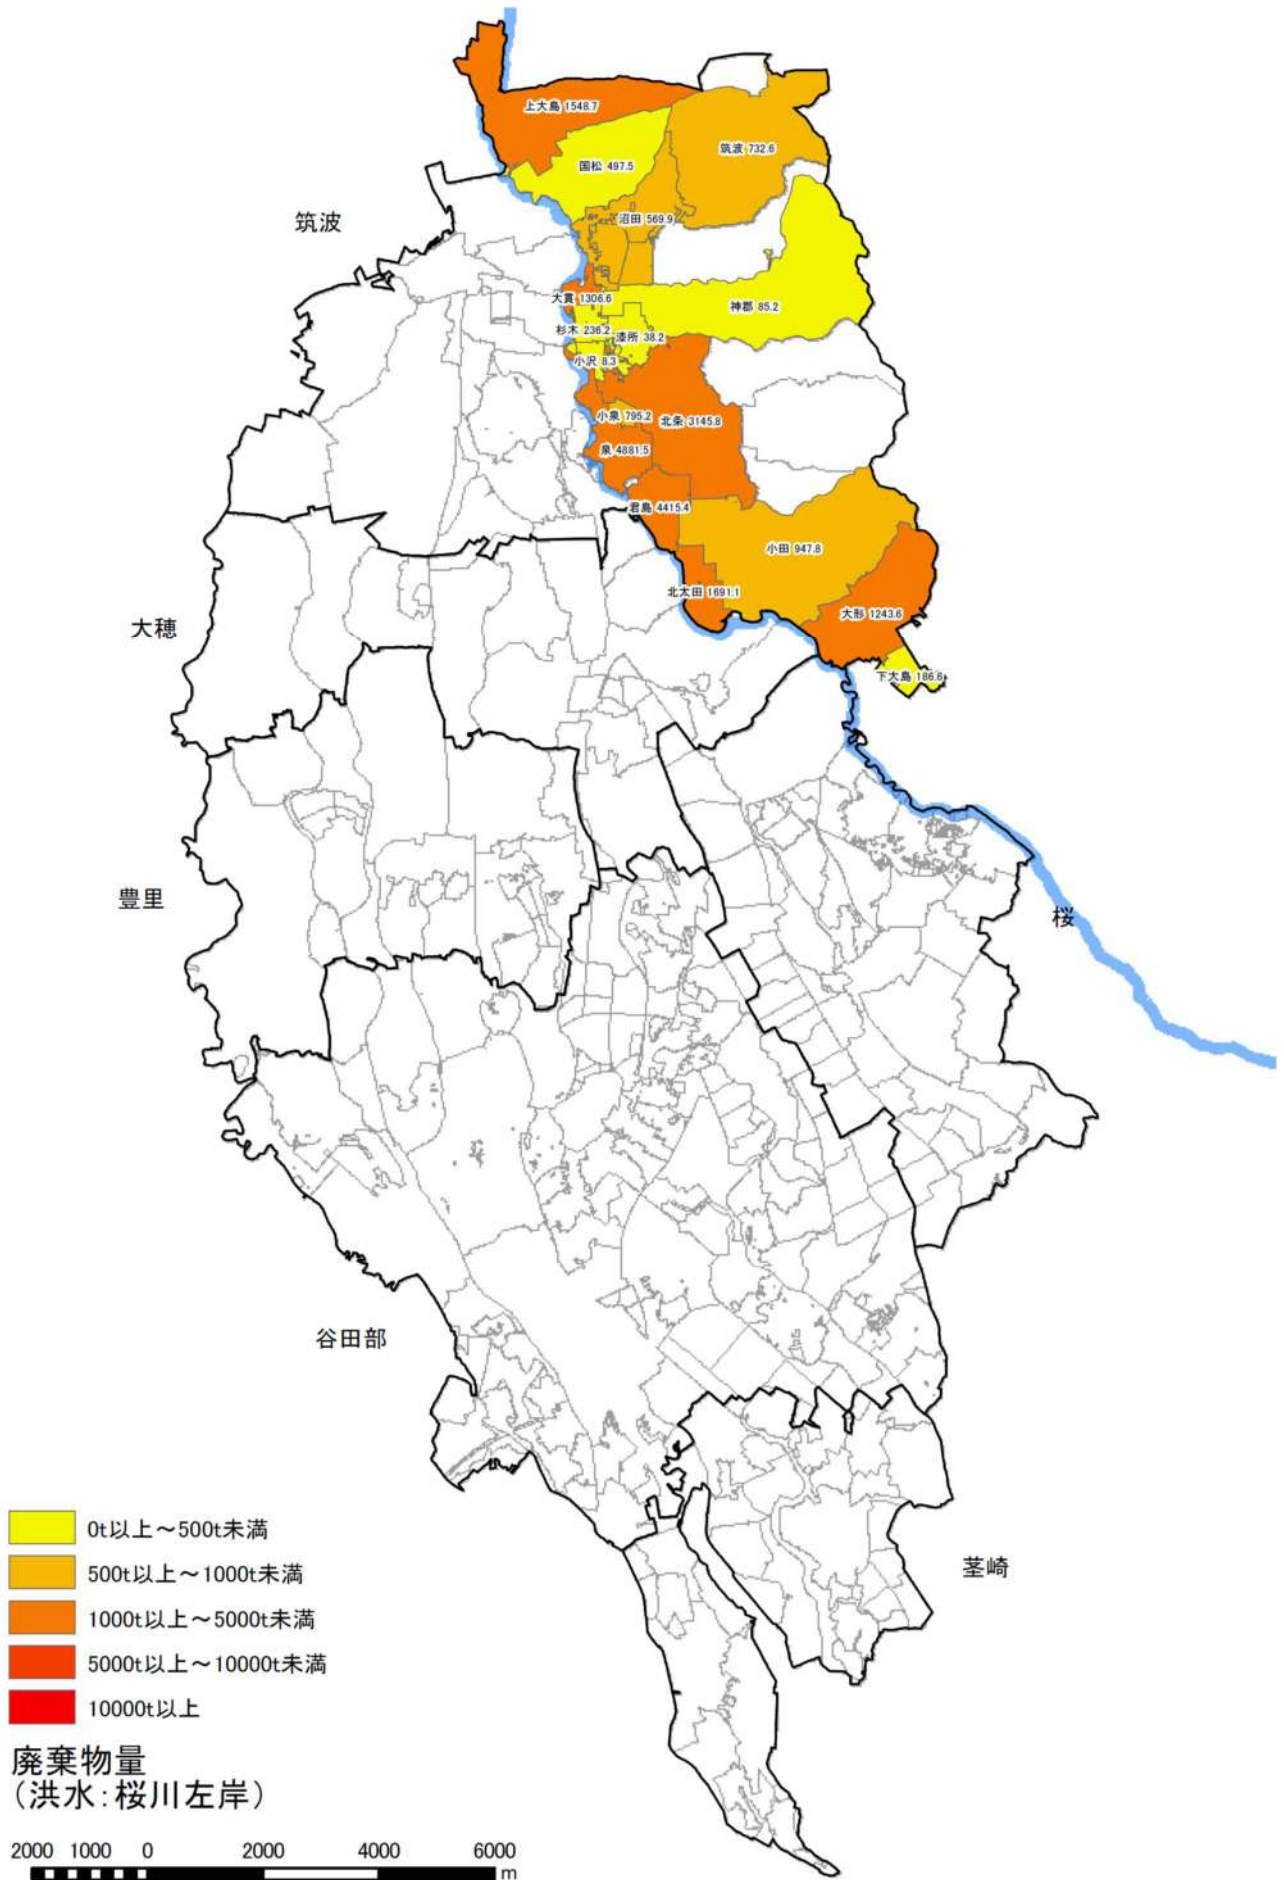 上大島 1548.7
筑波 732.6
国松 497.5
筑波
沼田 569.9
大貫 1306.6
神郡 85.2
杉木 236.2
漆所 38.2
小沢 8.3
小泉 795.2
北条 3145.8
泉 4881.5
君島 4415.4
小田 947.8
北太田 1691.1
大形 1243.6
大穂
下大島 186.6
豊里
桜
谷田部
茎崎
0t以上～500t未満
500t以上～1000t未満
1000t以上～5000t未満
5000t以上～10000t未満
10000t以上
廃棄物量
（洪水：桜川左岸）
2000 1000 0 2000 4000 6000
m